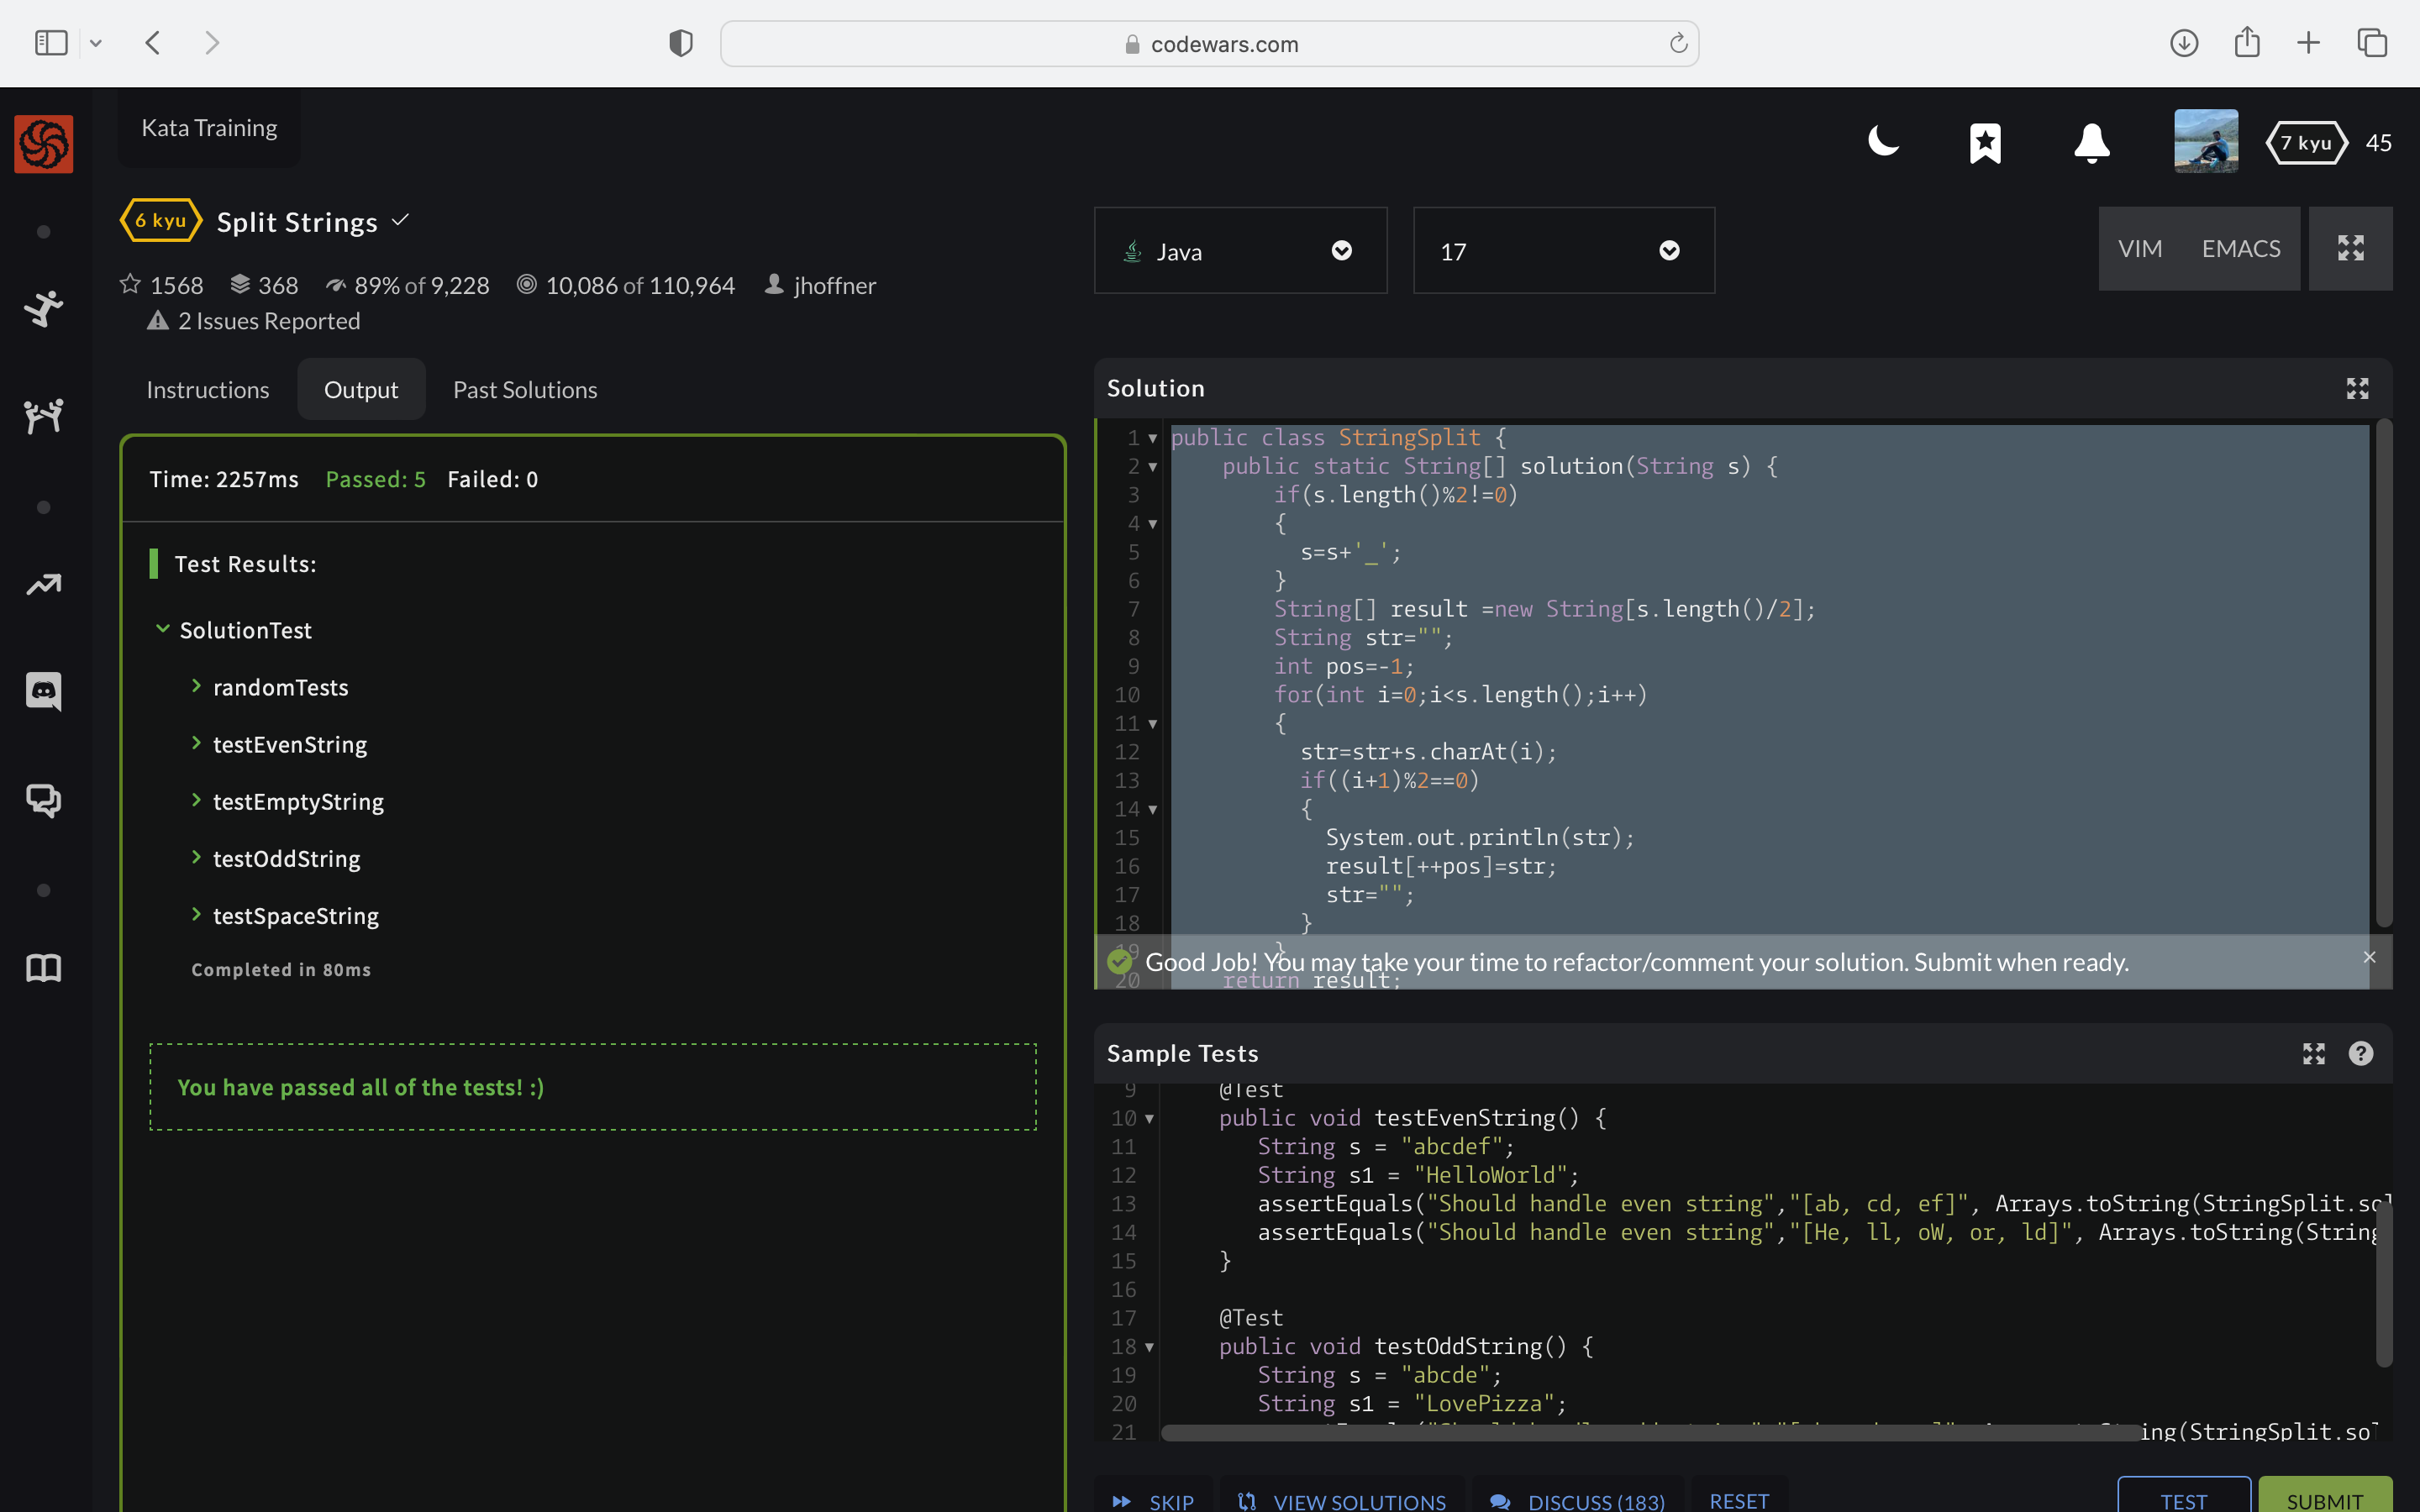 codewars.com
Kata Training
7 kyu 45
6 kyu Split Strings
1568 368 89% of 9,228 10,086 of 110,964 jhoffner
2 Issues Reported
Java 17
VIM EMACS
Instructions Output Past Solutions
Time: 2257ms Passed: 5 Failed: 0
Test Results:
SolutionTest
randomTests
testEvenString
testEmptyString
testOddString
testSpaceString
Completed in 80ms
You have passed all of the tests! :)
Solution
1 public class StringSplit {
2 public static String[] solution(String s) {
3 if(s.length()%2!=0)
4 {
5 s=s+'_';
6 }
7 String[] result =new String[s.length()/2];
8 String str="";
9 int pos=-1;
10 for(int i=0;i<s.length();i++)
11 {
12 str=str+s.charAt(i);
13 if((i+1)%2==0)
14 {
15 System.out.println(str);
16 result[++pos]=str;
17 str="";
18 }
19 }
Good Job! You may take your time to refactor/comment your solution. Submit when ready.
20 return result;
Sample Tests
9 @Test
10 public void testEvenString() {
11 String s = "abcdef";
12 String s1 = "HelloWorld";
13 assertEquals("Should handle even string","[ab, cd, ef]", Arrays.toString(StringSplit.sol
14 assertEquals("Should handle even string","[He, ll, oW, or, ld]", Arrays.toString(String
15 }
16
17 @Test
18 public void testOddString() {
19 String s = "abcde";
20 String s1 = "LovePizza";
21 ing(StringSplit.sol
SKIP VIEW SOLUTIONS DISCUSS (183) RESET TEST SUBMIT